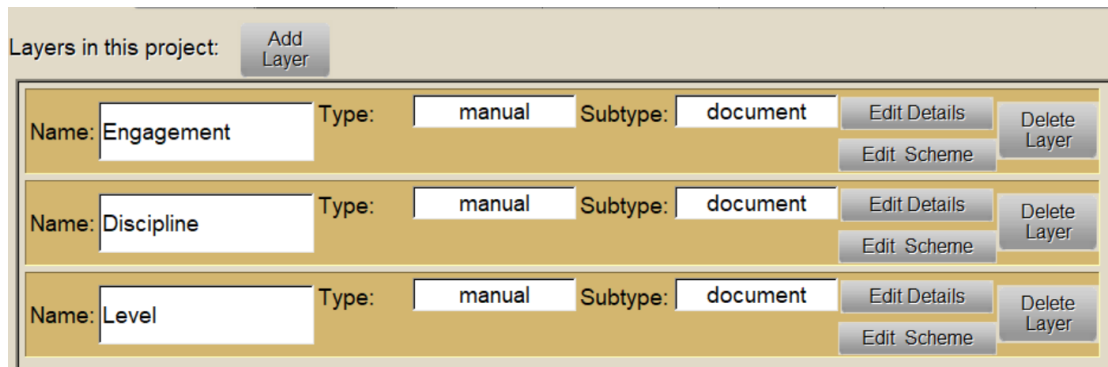 Layers in this project: Add Layer
Name: Engagement Type: manual Subtype: document Edit Details Delete Layer
Edit Scheme
Name: Discipline Type: manual Subtype: document Edit Details Delete Layer
Edit Scheme
Name: Level Type: manual Subtype: document Edit Details Delete Layer
Edit Scheme